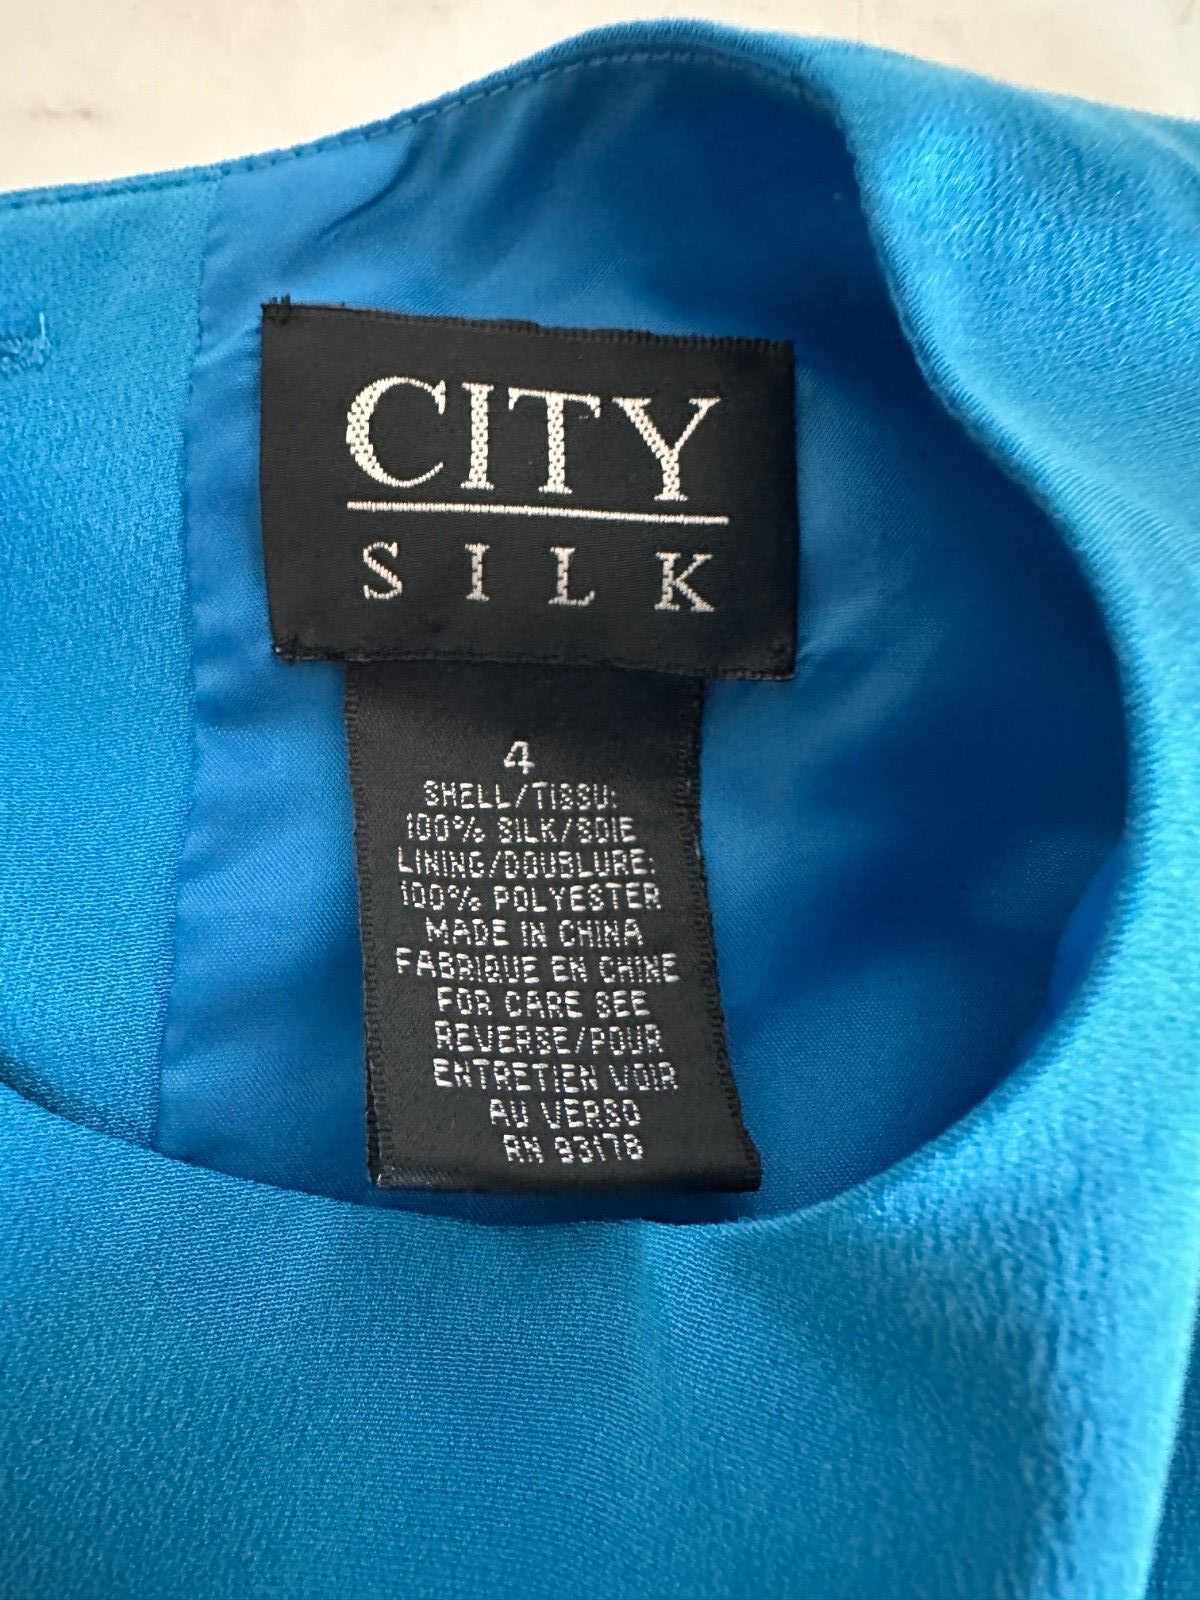 CITY
SILK
4
SHELL/TISSU:
100% SILK/SOIE
LINING/DOUBLURE:
100% POLYESTER
MADE IN CHINA
FABRIQUE EN CHINE
FOR CARE SEE
REVERSE/POUR
ENTRETIEN VOIR
AU VERSO
RN 93178